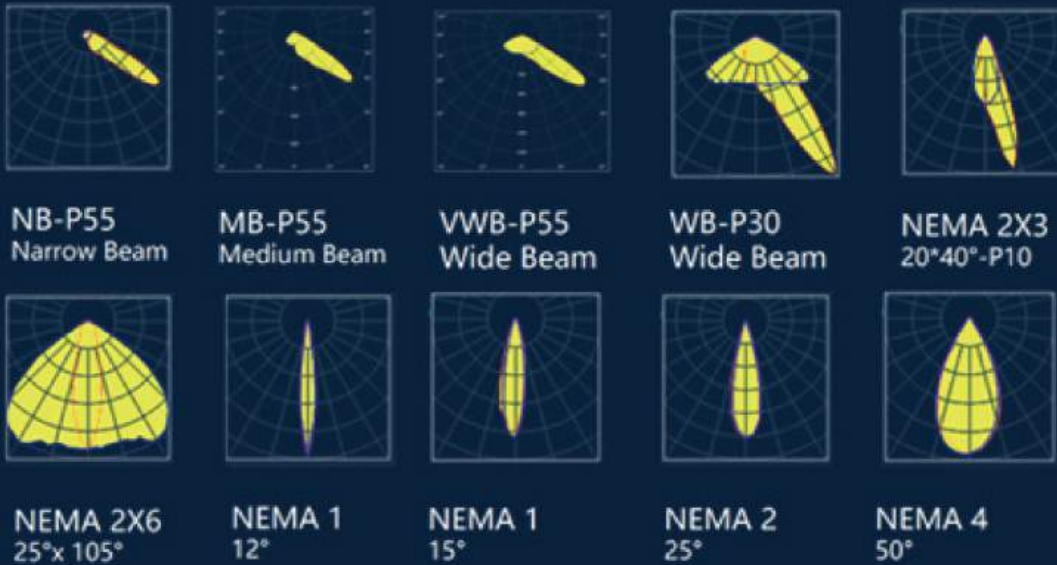 NB-P55
Narrow Beam
MB-P55
Medium Beam
VWB-P55
Wide Beam
WB-P30
Wide Beam
NEMA 2X3
20*40°-P10
NEMA 2X6
25°x 105°
NEMA 1
12°
NEMA 1
15°
NEMA 2
25°
NEMA 4
50°